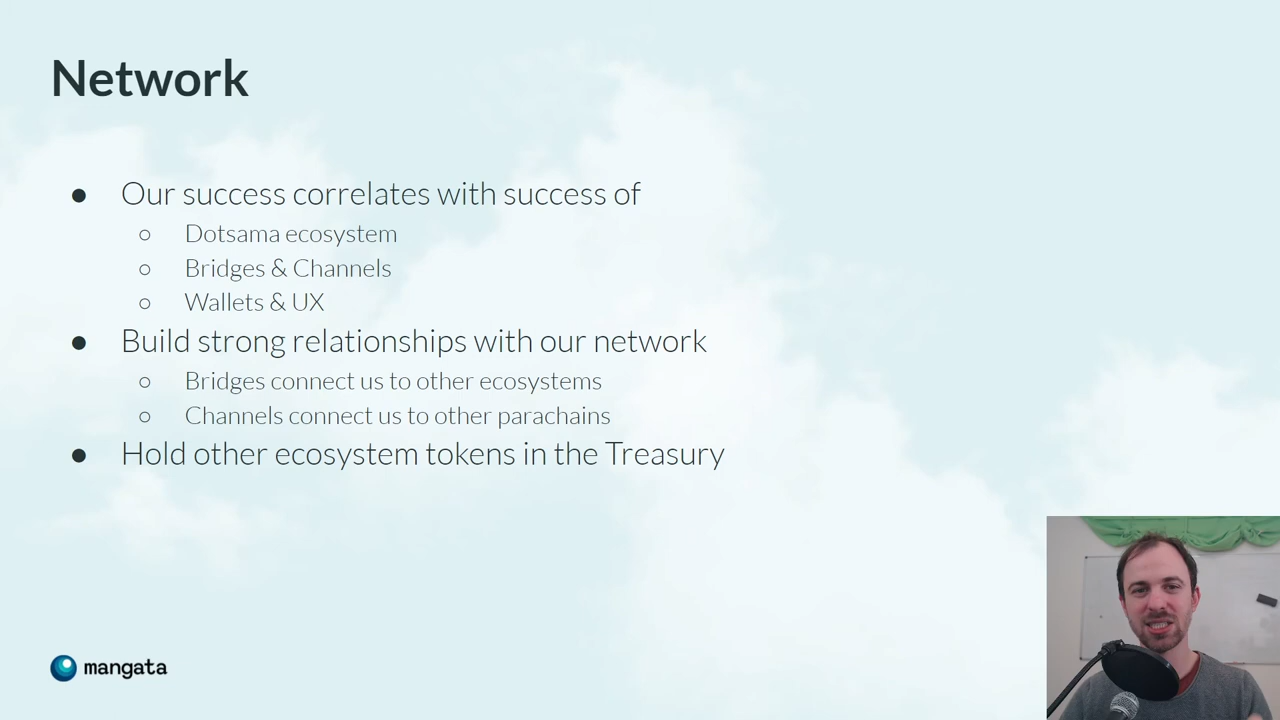 Network
● Our success correlates with success of
○ Dotsama ecosystem
○ Bridges & Channels
○ Wallets & UX
● Build strong relationships with our network
○ Bridges connect us to other ecosystems
○ Channels connect us to other parachains
● Hold other ecosystem tokens in the Treasury
mangata